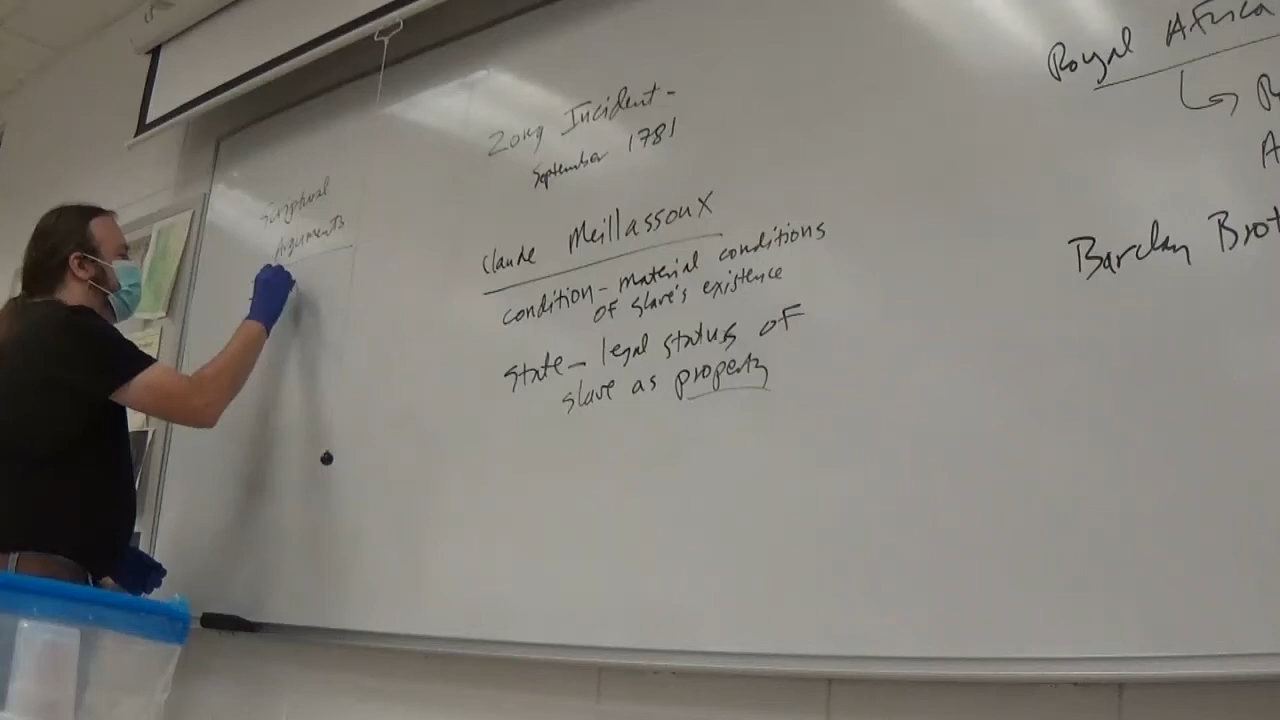 Scriptural
Arguments
Zong Incident -
September 1781
Claude Meillassoux
condition - material conditions
of slave's existence
state - legal status of
slave as property
Royal Africa
Barclay Brot